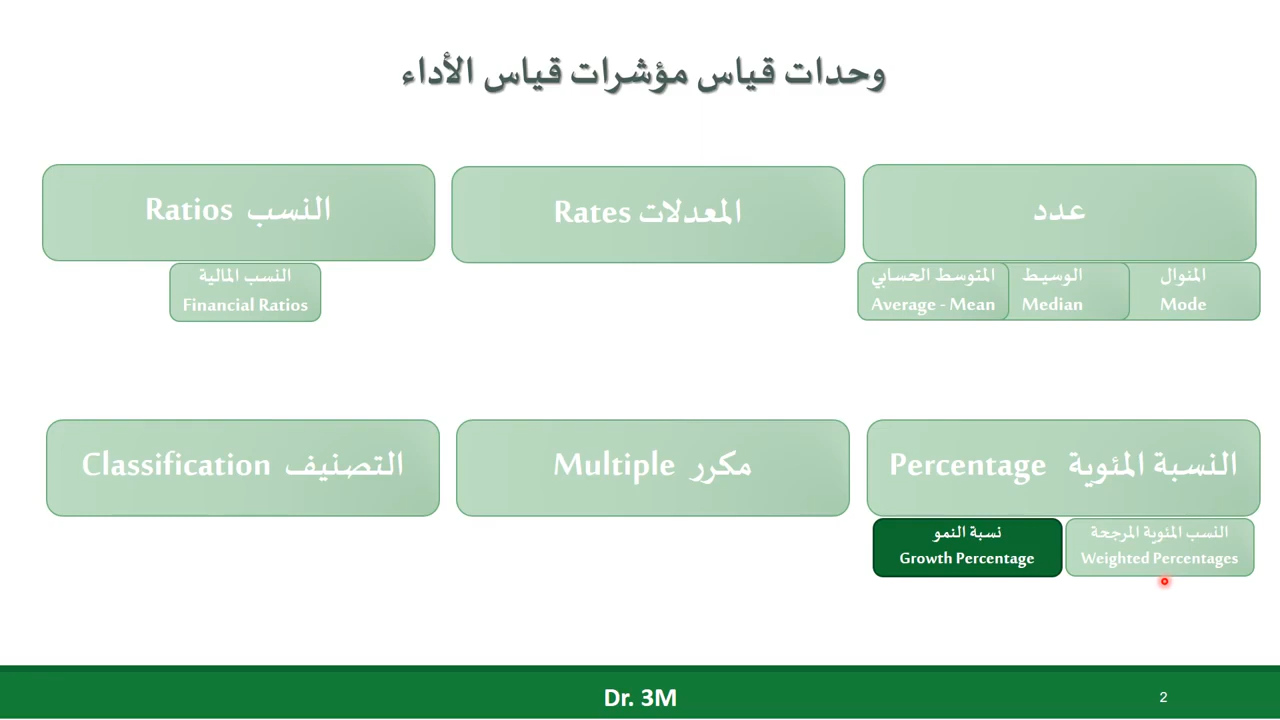 وحدات قياس مؤشرات قياس الأداء
عدد
المنوال
Mode
الوسيط
Median
المتوسط الحسابي
Average - Mean
المعدلات Rates
النسب Ratios
النسب المالية
Financial Ratios
النسبة المئوية Percentage
النسب المئوية المرجحة
Weighted Percentages
نسبة النمو
Growth Percentage
مكرر Multiple
التصنيف Classification
Dr. 3M
2